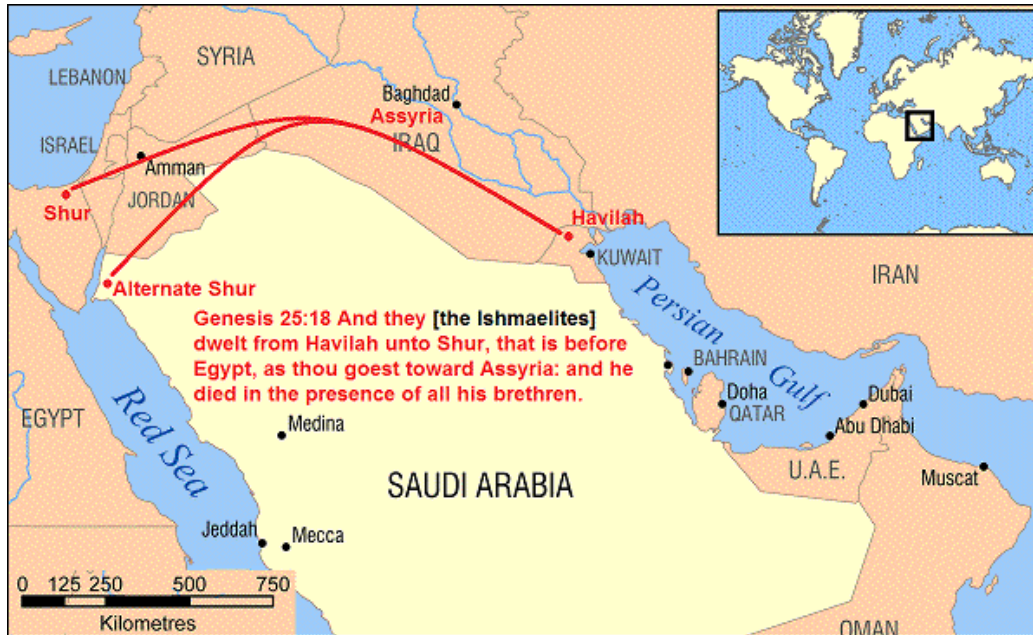 SYRIA
LEBANON
Baghdad
Assyria
IRAQ
ISRAEL
Amman
JORDAN
Shur
Havilah
KUWAIT
IRAN
Alternate Shur
Genesis 25:18 And they [the Ishmaelites]
dwelt from Havilah unto Shur, that is before
Egypt, as thou goest toward Assyria: and he
died in the presence of all his brethren.
Persian
Gulf
BAHRAIN
Doha
QATAR
Dubai
Abu Dhabi
U.A.E.
Muscat
EGYPT
Red Sea
Medina
SAUDI ARABIA
Jeddah
Mecca
0 125 250 500 750
Kilometres
OMAN